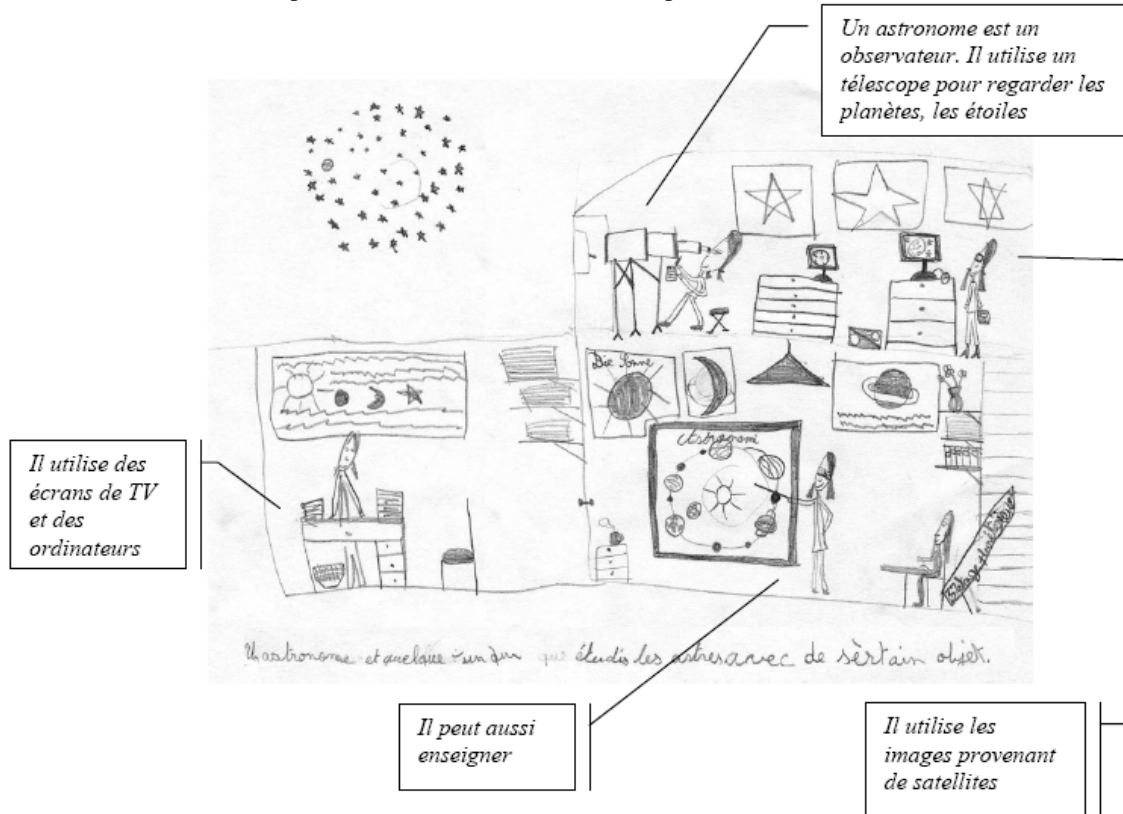 Un astronome est un
observateur. Il utilise un
télescope pour regarder les
planètes, les étoiles
Die Sonne
Il utilise des
écrans de TV
et des
ordinateurs
Un astronome et quelque-un qui étudis les astres avec de sèrtain objet.
Il peut aussi
enseigner
Il utilise les
images provenant
de satellites